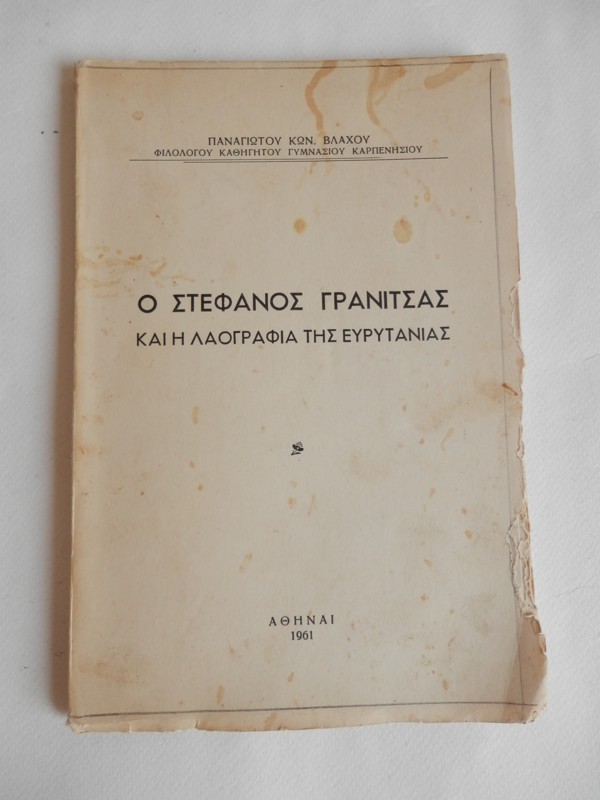 ΠΑΝΑΓΙΩΤΟΥ ΚΩΝ. ΒΛΑΧΟΥ
ΦΙΛΟΛΟΓΟΥ ΚΑΘΗΓΗΤΟΥ ΓΥΜΝΑΣΙΟΥ ΚΑΡΠΕΝΗΣΙΟΥ
Ο ΣΤΕΦΑΝΟΣ ΓΡΑΝΙΤΣΑΣ
ΚΑΙ Η ΛΑΟΓΡΑΦΙΑ ΤΗΣ ΕΥΡΥΤΑΝΙΑΣ
ΑΘΗΝΑΙ
1961